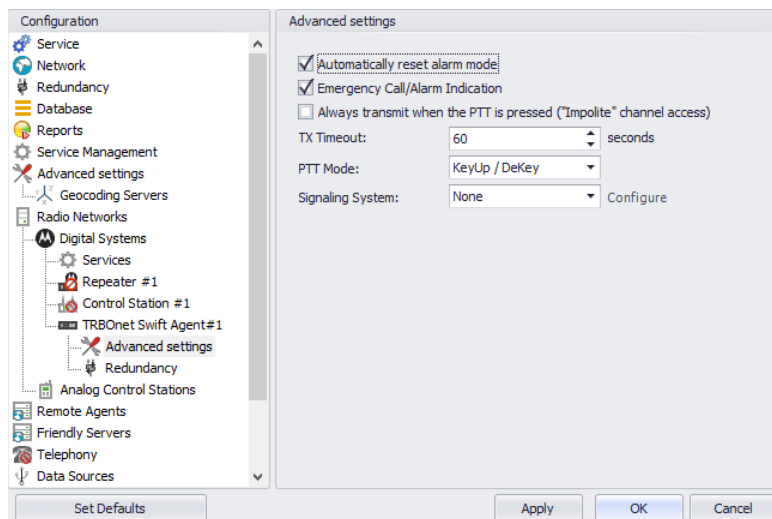 Configuration
Service
Network
Redundancy
Database
Reports
Service Management
Advanced settings
Geocoding Servers
Radio Networks
Digital Systems
Services
Repeater #1
Control Station #1
TRBOnet Swift Agent#1
Advanced settings
Redundancy
Analog Control Stations
Remote Agents
Friendly Servers
Telephony
Data Sources
Advanced settings
Automatically reset alarm mode
Emergency Call/Alarm Indication
Always transmit when the PTT is pressed ("Impolite" channel access)
TX Timeout: 60 seconds
PTT Mode: KeyUp / DeKey
Signaling System: None Configure
Set Defaults Apply OK Cancel